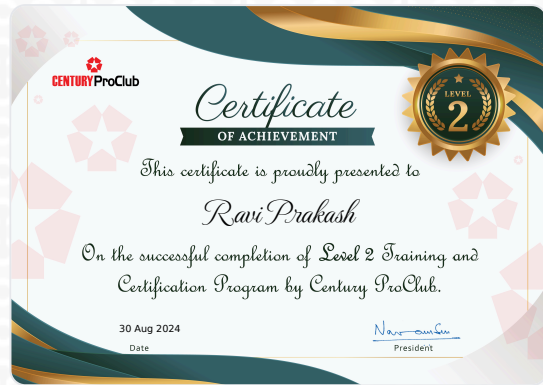 CENTURY ProClub
LEVEL
2
Certificate
OF ACHIEVEMENT
This certificate is proudly presented to
Ravi Prakash
On the successful completion of Level 2 Training and
Certification Program by Century ProClub.
30 Aug 2024
Date
President